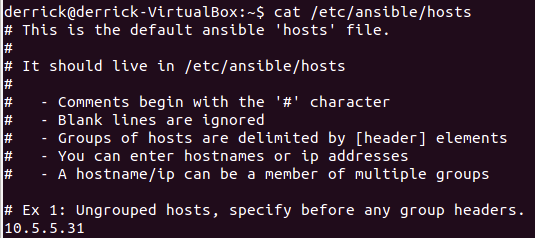 derrick@derrick-VirtualBox:~$ cat /etc/ansible/hosts
# This is the default ansible 'hosts' file.
#
# It should live in /etc/ansible/hosts
#
#   - Comments begin with the '#' character
#   - Blank lines are ignored
#   - Groups of hosts are delimited by [header] elements
#   - You can enter hostnames or ip addresses
#   - A hostname/ip can be a member of multiple groups

# Ex 1: Ungrouped hosts, specify before any group headers.
10.5.5.31